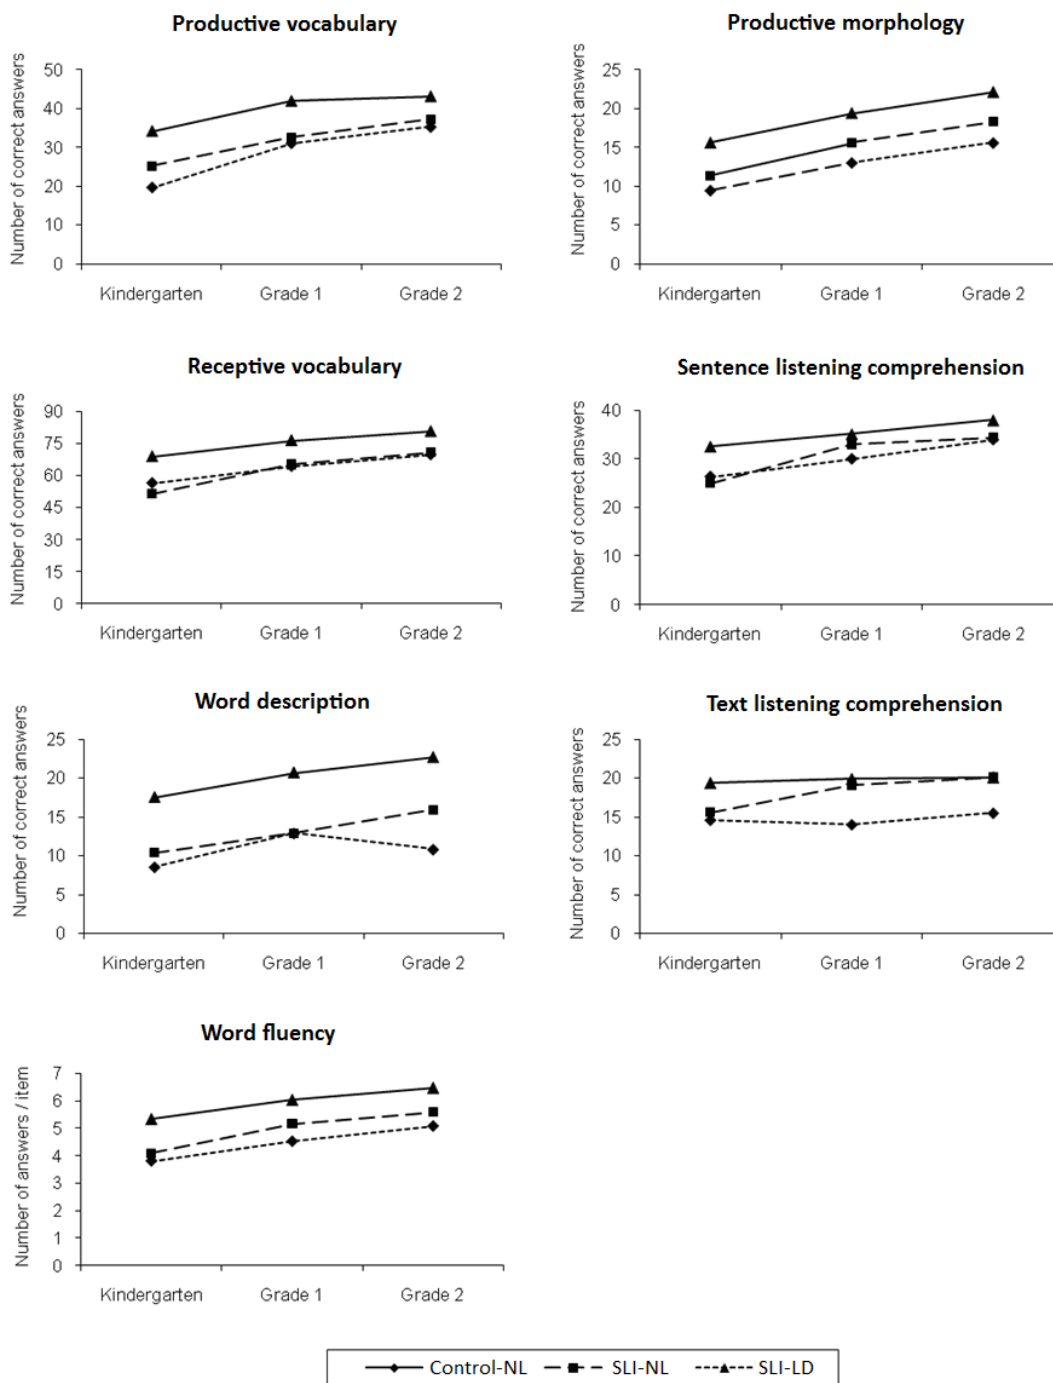 Productive vocabulary
Number of correct answers
50
40
30
20
10
0
Kindergarten Grade 1 Grade 2
Productive morphology
Number of correct answers
25
20
15
10
5
0
Kindergarten Grade 1 Grade 2
Receptive vocabulary
Number of correct answers
90
75
60
45
30
15
0
Kindergarten Grade 1 Grade 2
Sentence listening comprehension
Number of correct answers
40
30
20
10
0
Kindergarten Grade 1 Grade 2
Word description
Number of correct answers
25
20
15
10
5
0
Kindergarten Grade 1 Grade 2
Text listening comprehension
Number of correct answers
25
20
15
10
5
0
Kindergarten Grade 1 Grade 2
Word fluency
Number of answers / item
7
6
5
4
3
2
1
0
Kindergarten Grade 1 Grade 2
Control-NL SLI-NL SLI-LD